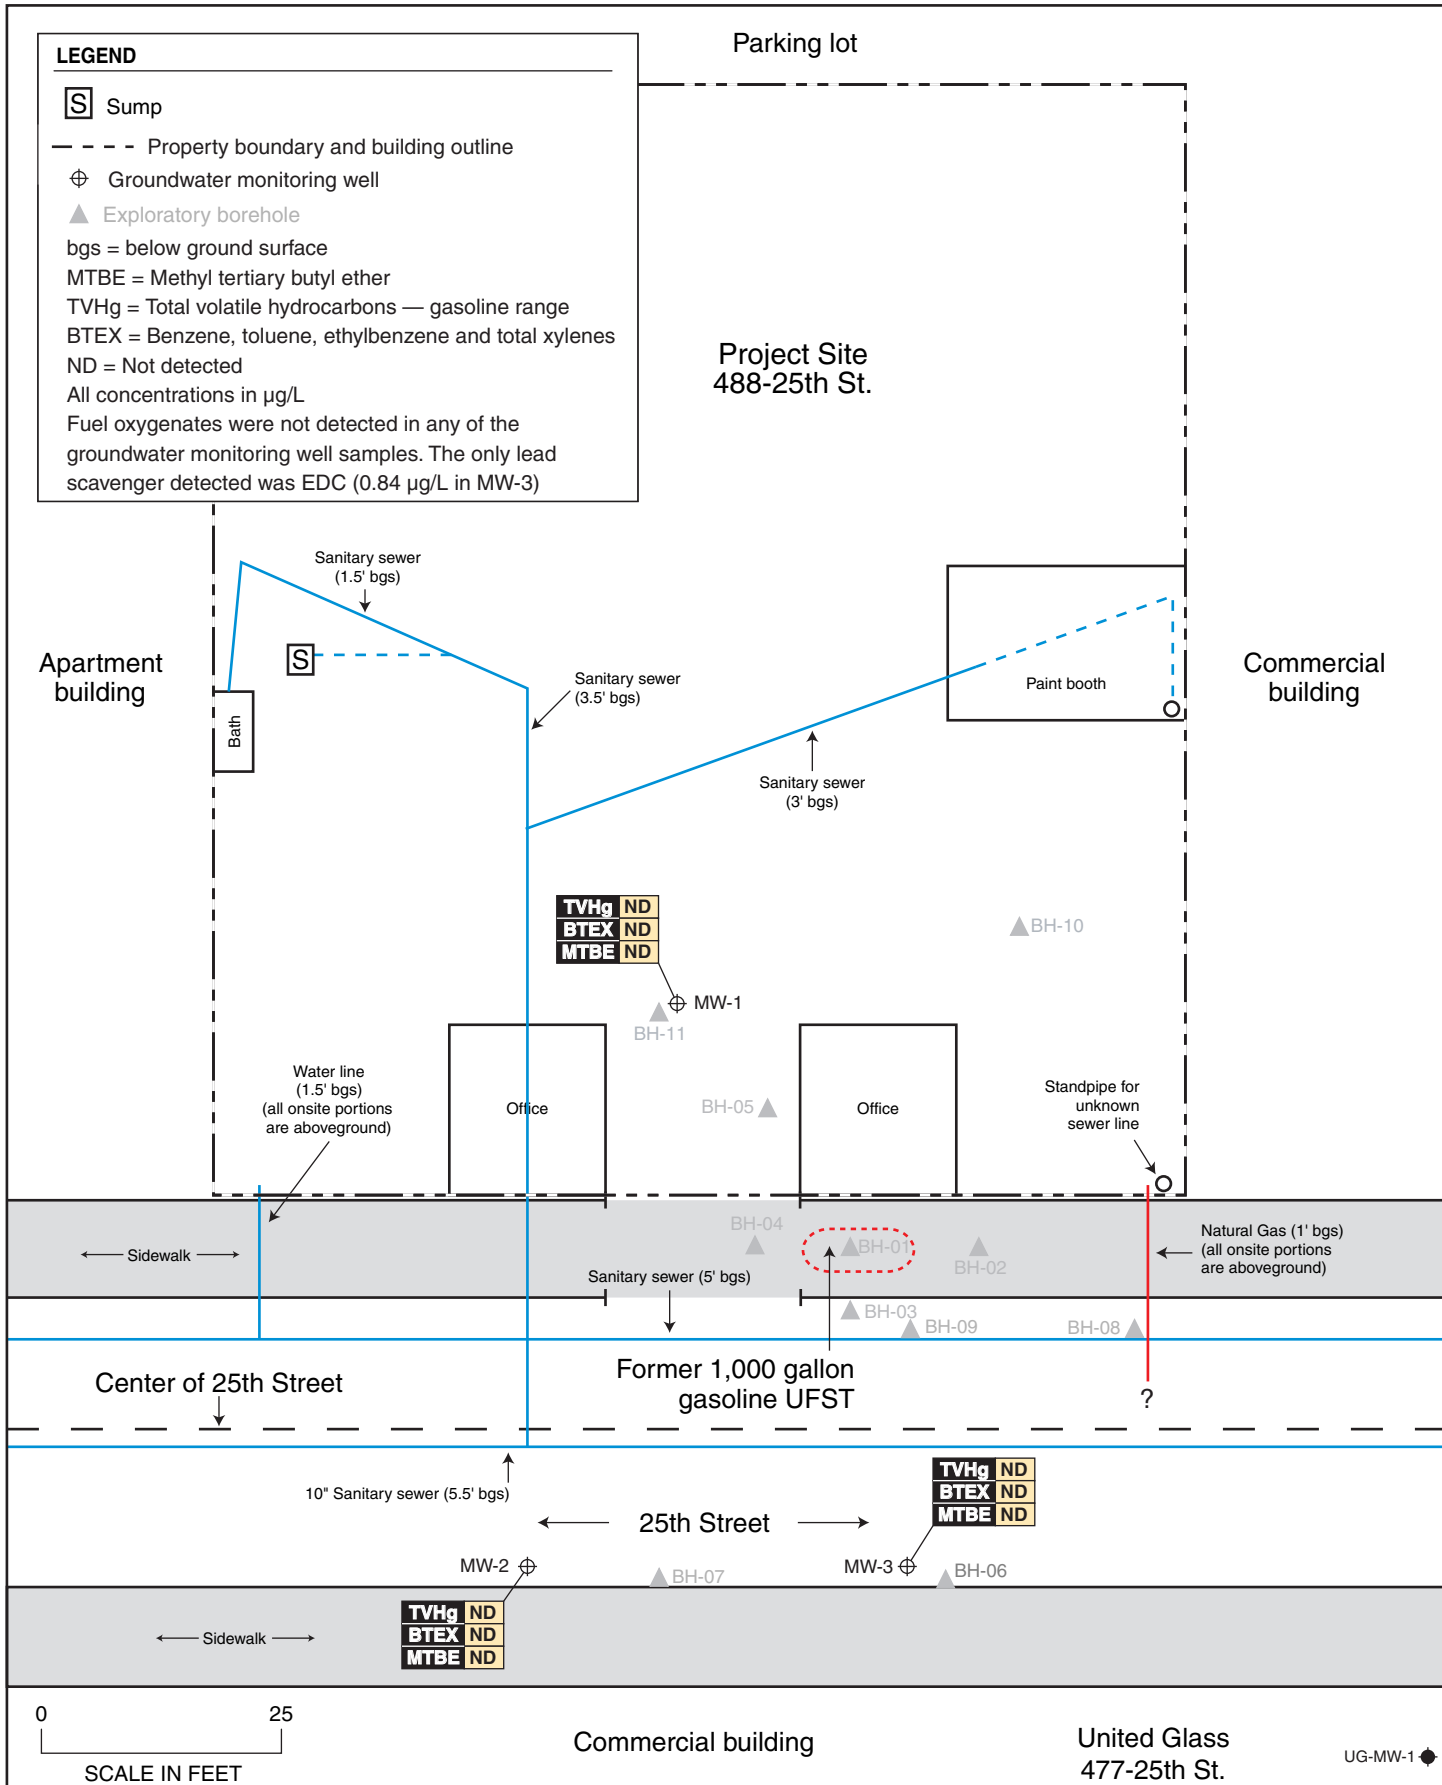 Parking lot
LEGEND
S Sump
Property boundary and building outline
Groundwater monitoring well
Exploratory borehole
bgs = below ground surface
MTBE = Methyl tertiary butyl ether
TVHg = Total volatile hydrocarbons — gasoline range
BTEX = Benzene, toluene, ethylbenzene and total xylenes
ND = Not detected
All concentrations in µg/L
Fuel oxygenates were not detected in any of the
groundwater monitoring well samples. The only lead
scavenger detected was EDC (0.84 µg/L in MW-3)
Project Site
488-25th St.
Sanitary sewer
(1.5' bgs)
S
Apartment
building
Bath
Sanitary sewer
(3.5' bgs)
Paint booth
Commercial
building
Sanitary sewer
(3' bgs)
TVHg ND
BTEX ND
MTBE ND
MW-1
BH-11
BH-10
Water line
(1.5' bgs)
(all onsite portions
are aboveground)
Office
BH-05
Office
Standpipe for
unknown
sewer line
Sidewalk
BH-04
BH-01
BH-02
Natural Gas (1' bgs)
(all onsite portions
are aboveground)
Sanitary sewer (5' bgs)
BH-03
BH-09
BH-08
Former 1,000 gallon
gasoline UFST
?
Center of 25th Street
10" Sanitary sewer (5.5' bgs)
25th Street
TVHg ND
BTEX ND
MTBE ND
MW-2
BH-07
MW-3
BH-06
TVHg ND
BTEX ND
MTBE ND
Sidewalk
0 25
SCALE IN FEET
Commercial building
United Glass
477-25th St.
UG-MW-1